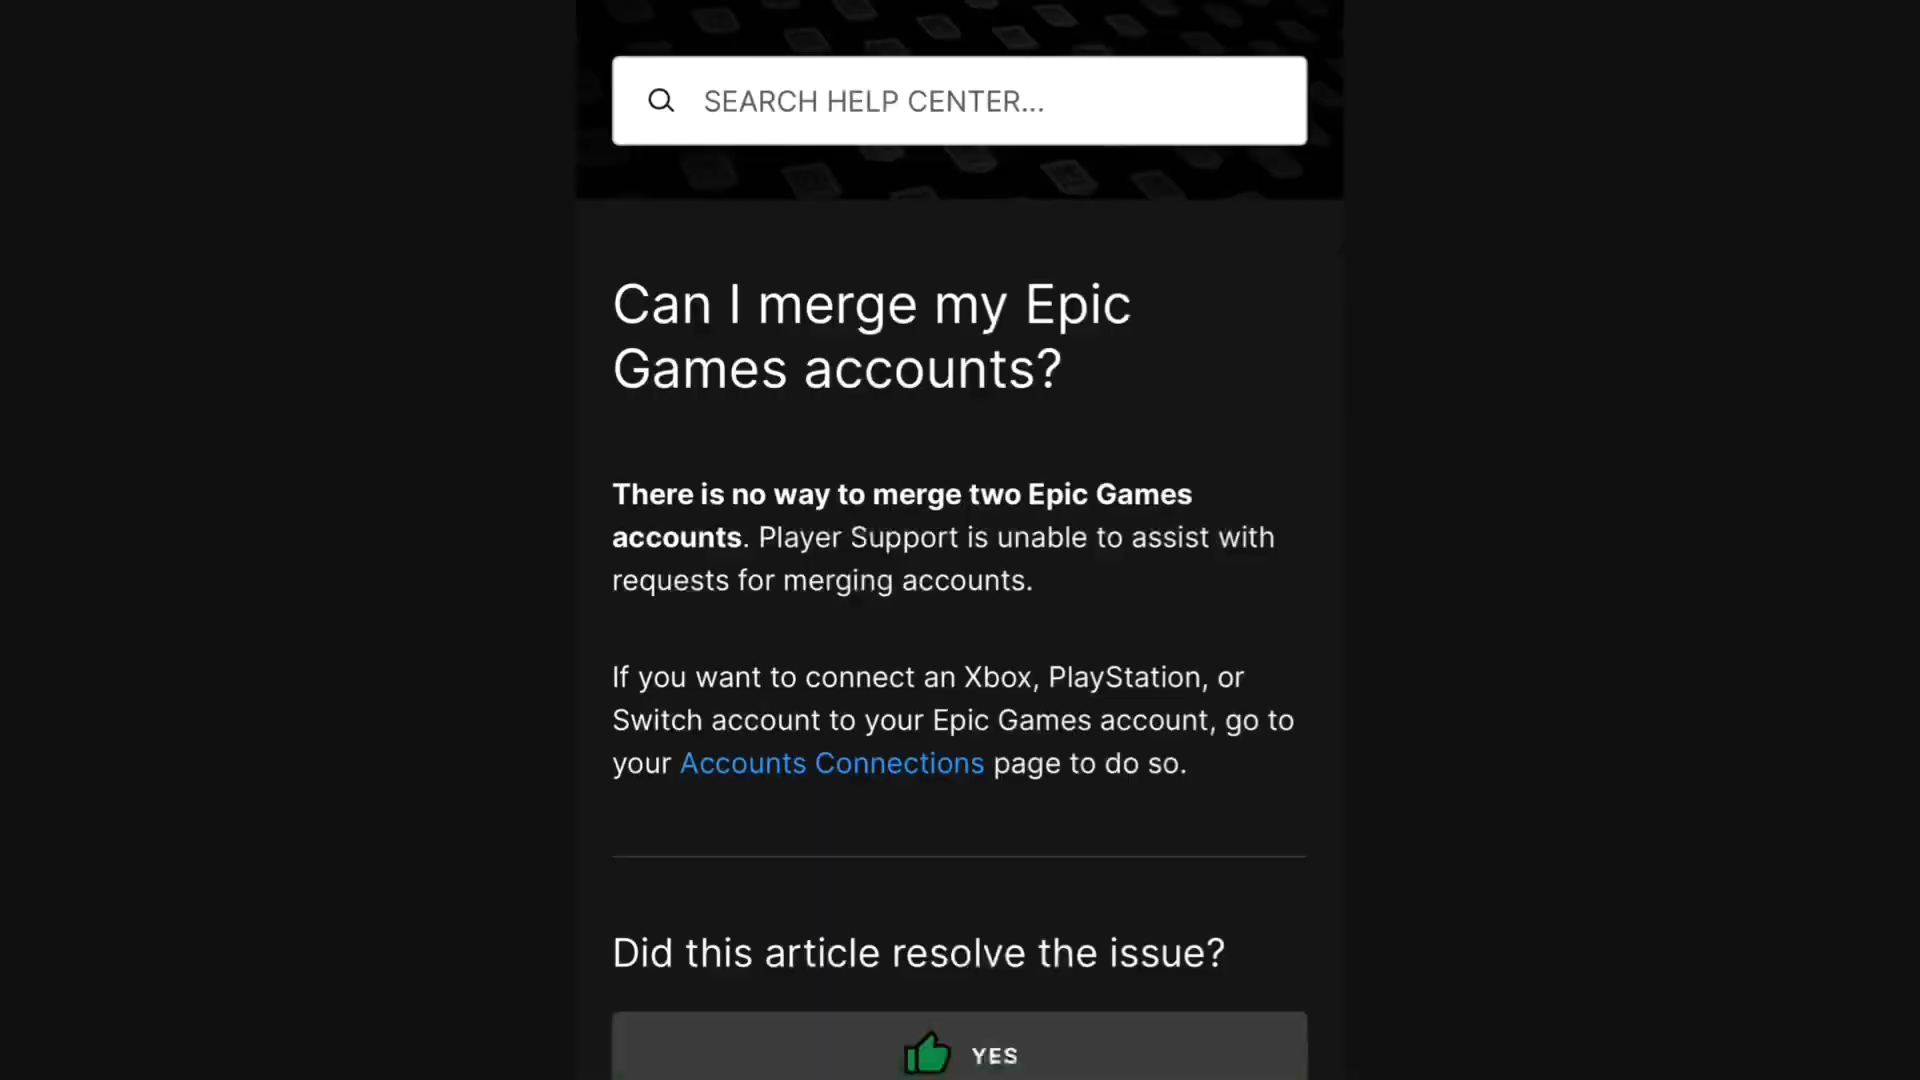 SEARCH HELP CENTER...
Can I merge my Epic
Games accounts?
There is no way to merge two Epic Games
accounts. Player Support is unable to assist with
requests for merging accounts.
If you want to connect an Xbox, PlayStation, or
Switch account to your Epic Games account, go to
your Accounts Connections page to do so.
Did this article resolve the issue?
YES